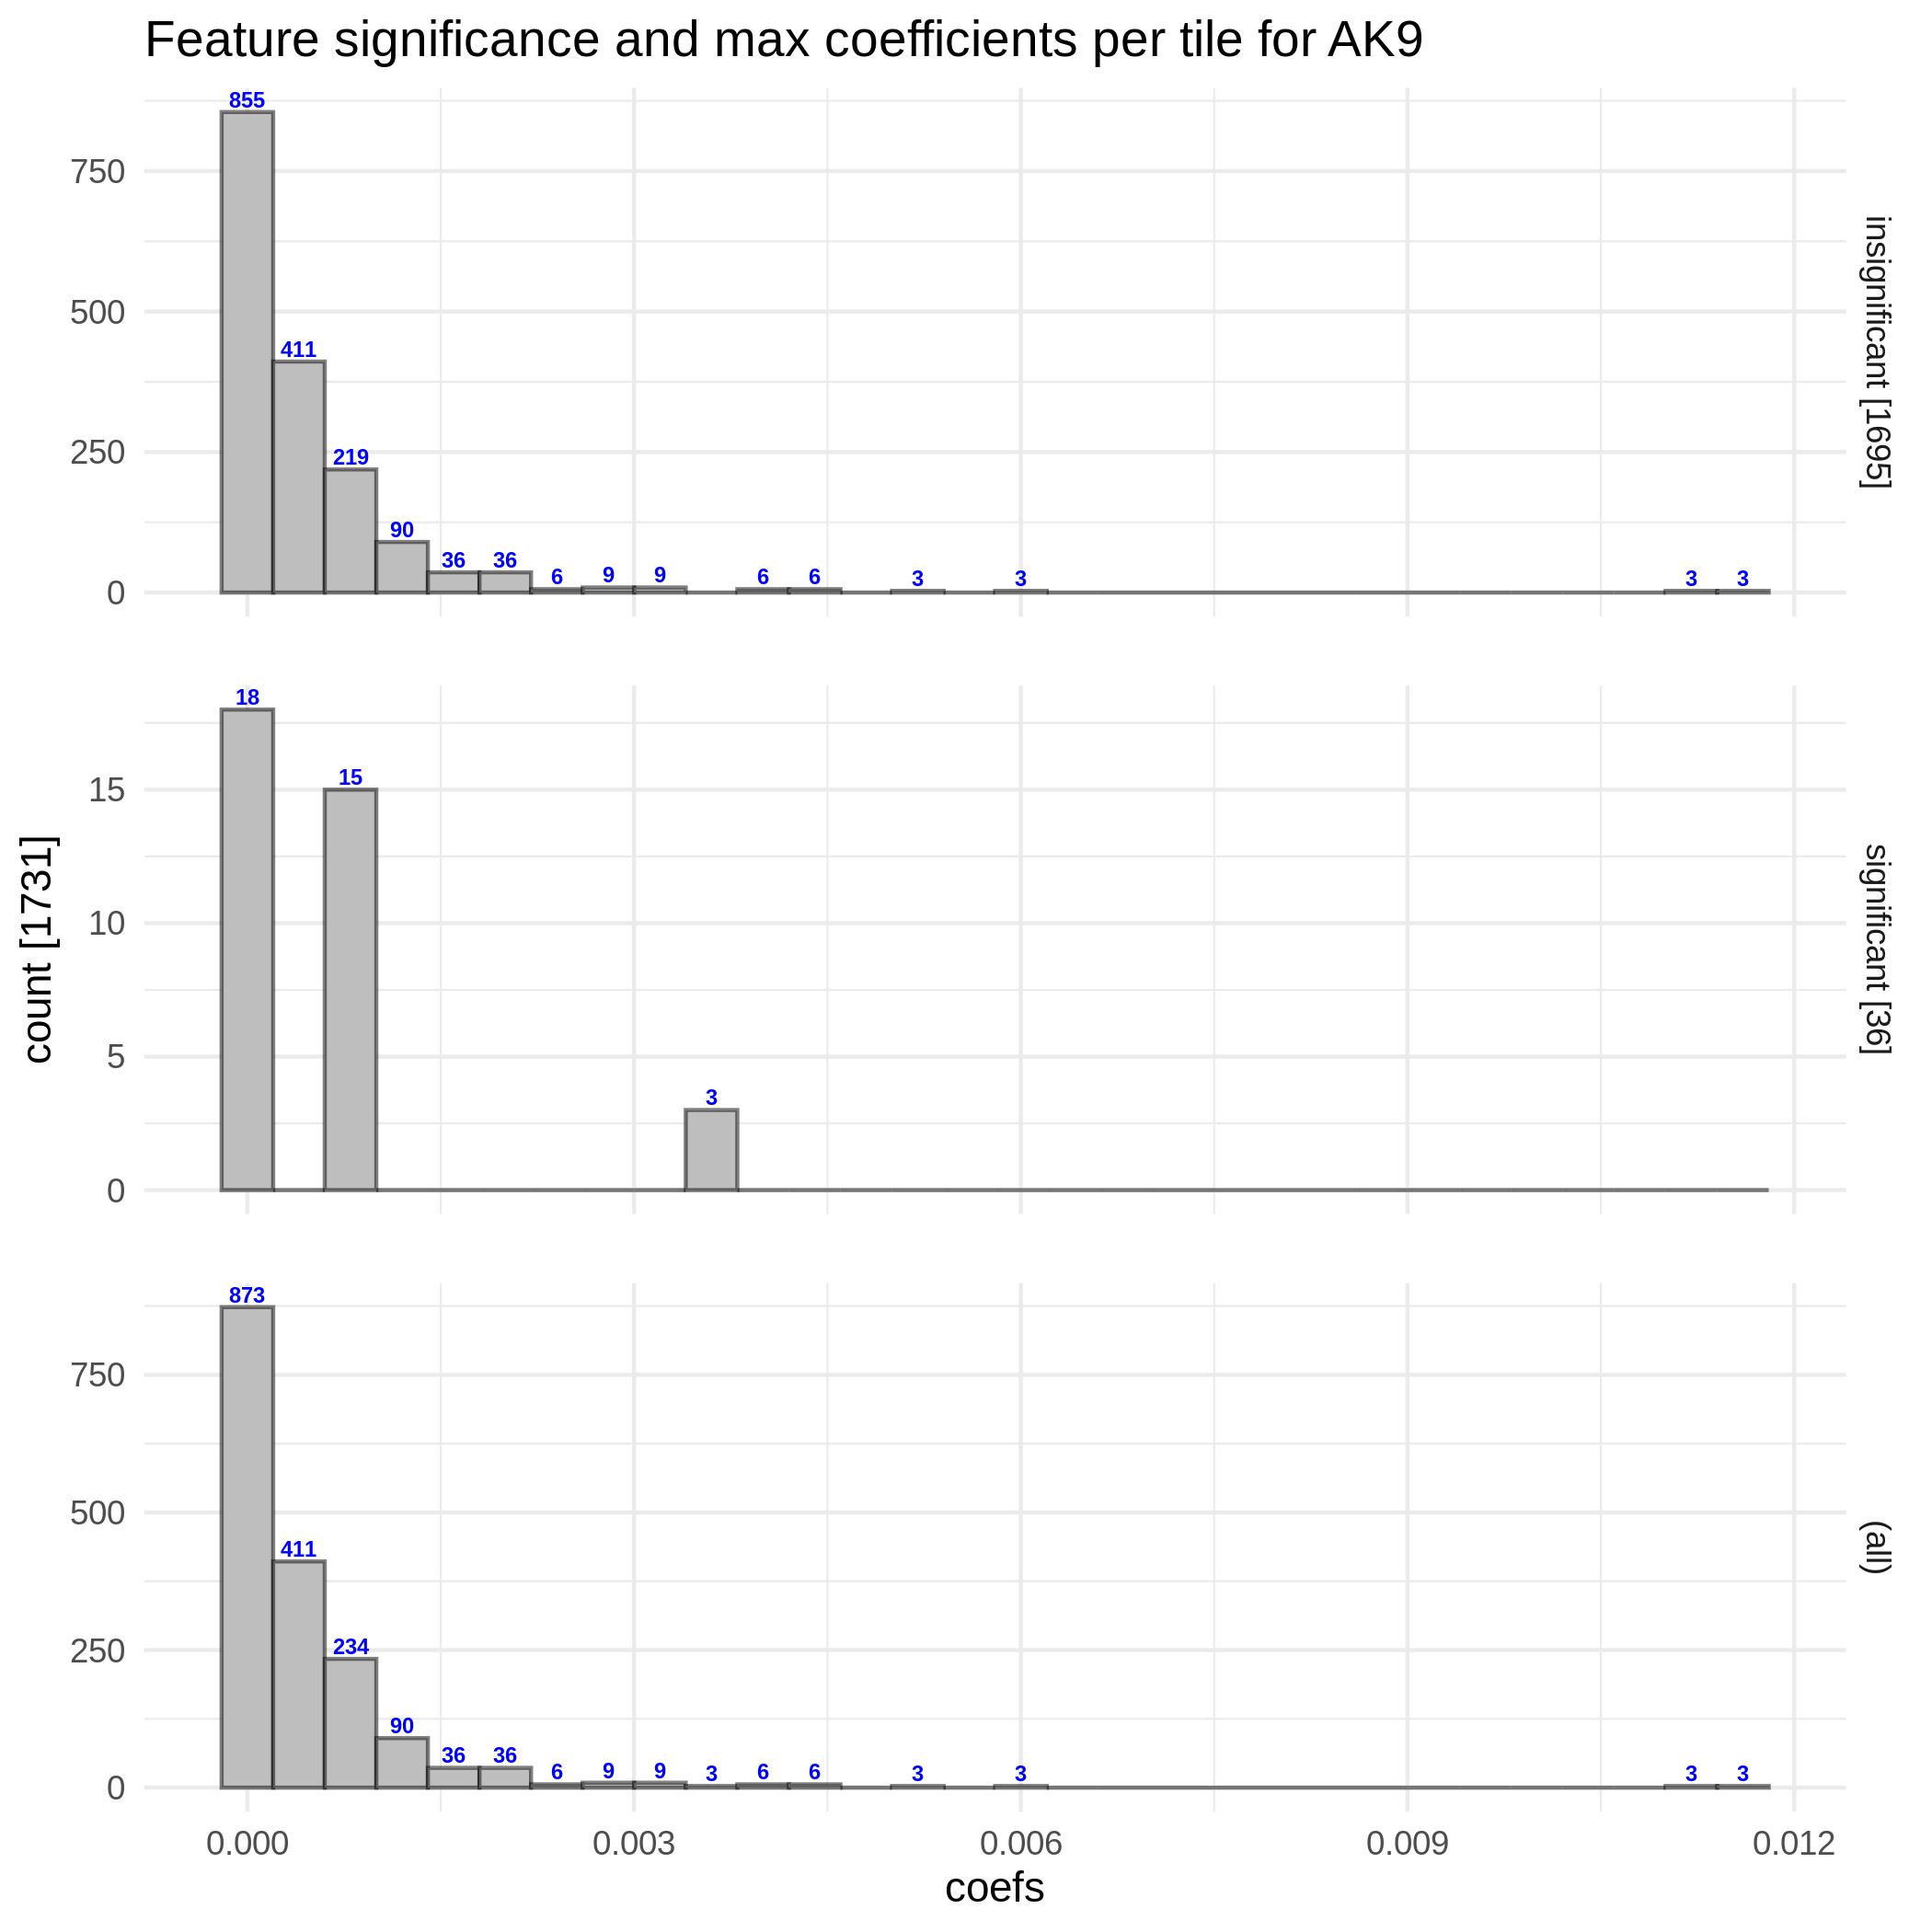 Feature significance and max coefficients per tile for AK9
855
750
500
411
250
219
90
36 36
6 9 9 6 6 3 3 3 3
0
insignificant [1695]
18
15
15
10
5
3
0
significant [36]
count [1731]
873
750
500
411
250
234
90
36 36
6 9 9 3 6 6 3 3 3 3
0
(all)
0.000 0.003 0.006 0.009 0.012
coefs